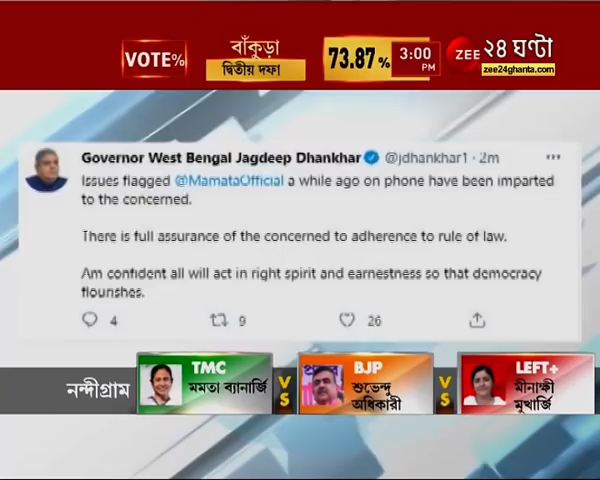 VOTE%
বাঁকুড়া
দ্বিতীয় দফা
73.87%
3:00
PM
ZEE ২৪ ঘণ্টা
zee24ghanta.com
Governor West Bengal Jagdeep Dhankhar @jdhankhar1 · 2m
Issues flagged @MamataOfficial a while ago on phone have been imparted
to the concerned.
There is full assurance of the concerned to adherence to rule of law.
Am confident all will act in right spirit and earnestness so that democracy
flourishes.
4 9 26
নন্দীগ্রাম
TMC
মমতা ব্যানার্জি
VS
BJP
শুভেন্দু
অধিকারী
VS
LEFT+
মীনাক্ষী
মুখার্জি